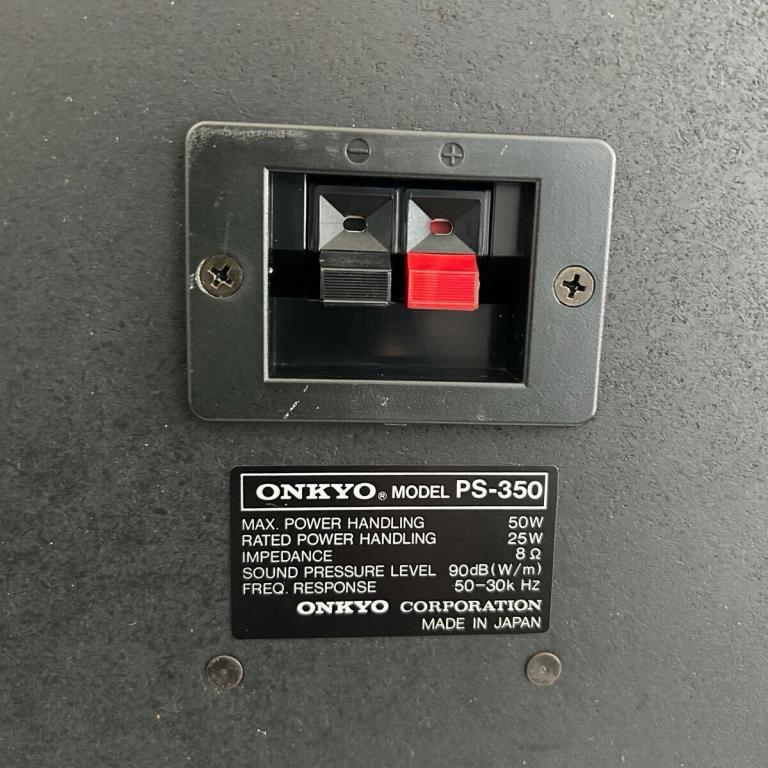 ⊖ ⊕
ONKYO® MODEL PS-350
MAX. POWER HANDLING 50W
RATED POWER HANDLING 25W
IMPEDANCE 8Ω
SOUND PRESSURE LEVEL 90dB(W/m)
FREQ. RESPONSE 50-30k Hz
ONKYO CORPORATION
MADE IN JAPAN